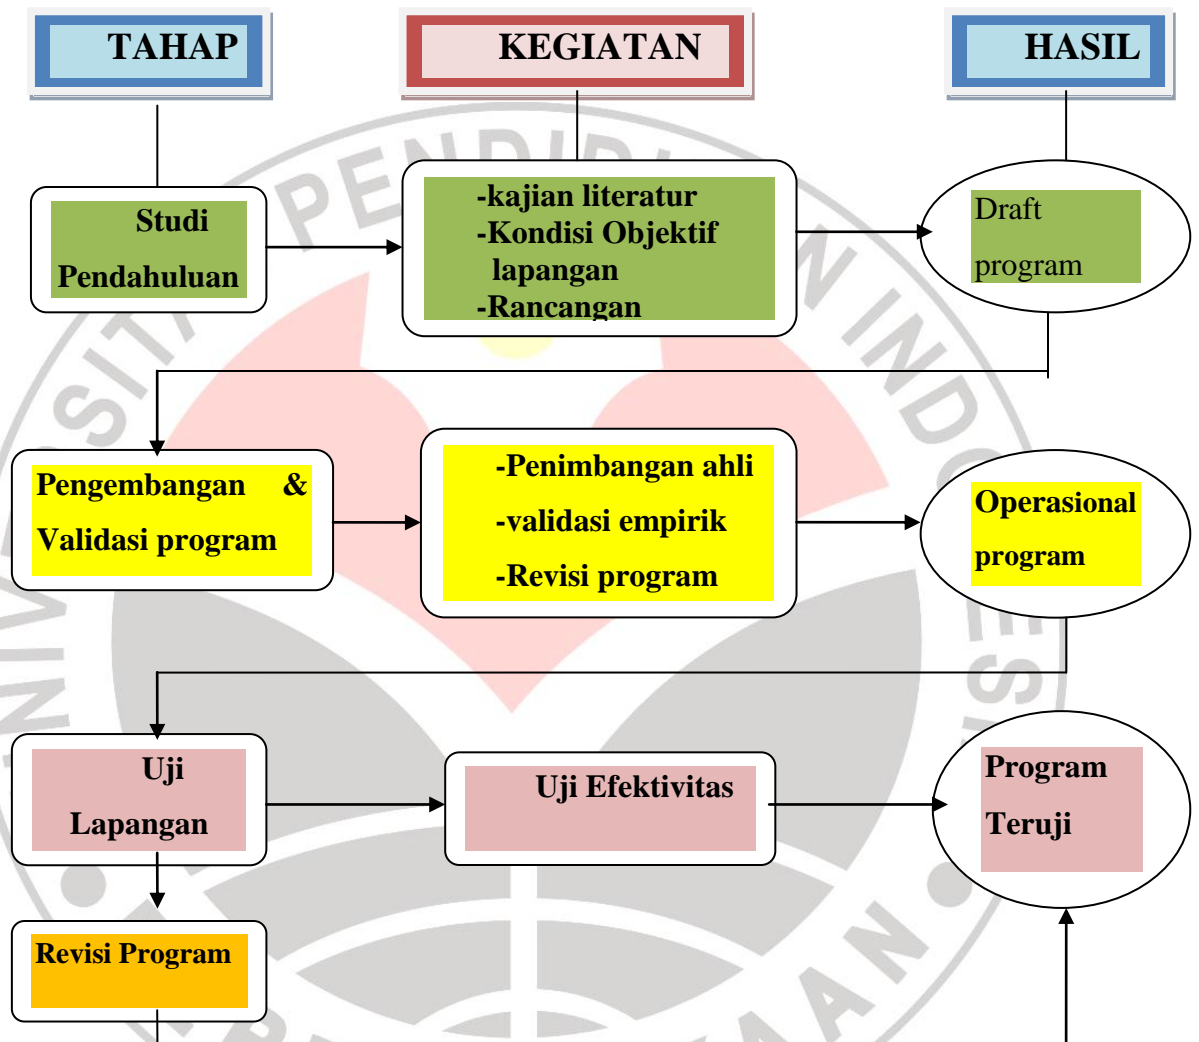 TAHAP
KEGIATAN
HASIL
Studi
Pendahuluan
-kajian literatur
-Kondisi Objektif
lapangan
-Rancangan
Draft
program
Pengembangan &
Validasi program
-Penimbangan ahli
-validasi empirik
-Revisi program
Operasional
program
Uji
Lapangan
Uji Efektivitas
Program
Teruji
Revisi Program